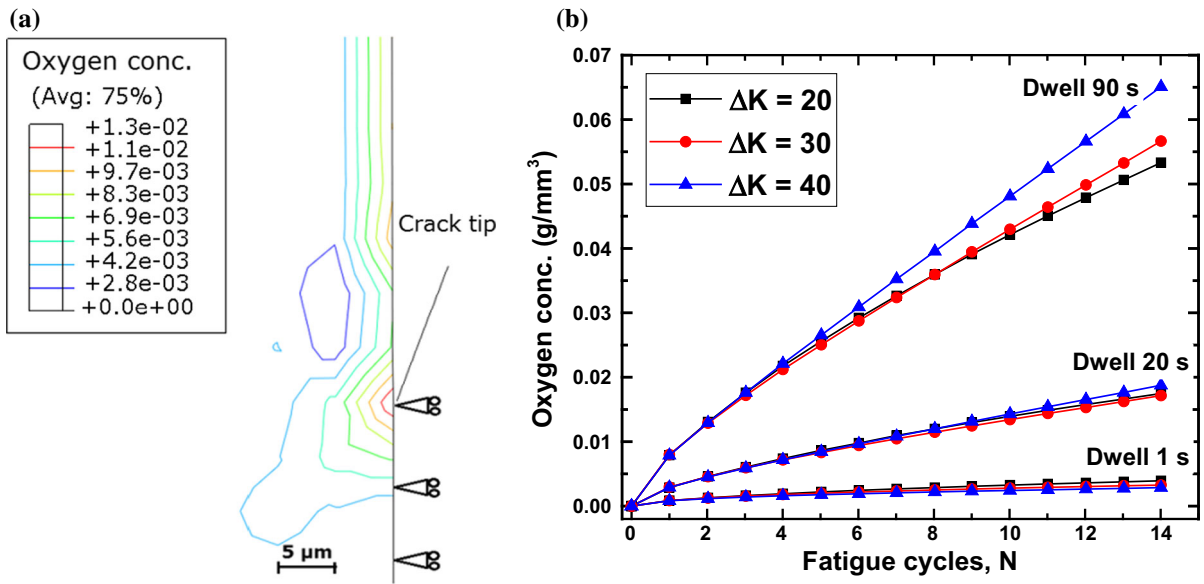 (a)
Oxygen conc.
(Avg: 75%)
+1.3e-02
+1.1e-02
+9.7e-03
+8.3e-03
+6.9e-03
+5.6e-03
+4.2e-03
+2.8e-03
+0.0e+00
Crack tip
5 μm
(b)
0.07
0.06
0.05
0.04
0.03
0.02
0.01
0.00
Oxygen conc. (g/mm³)
ΔK = 20
ΔK = 30
ΔK = 40
Dwell 90 s
Dwell 20 s
Dwell 1 s
0 2 4 6 8 10 12 14
Fatigue cycles, N